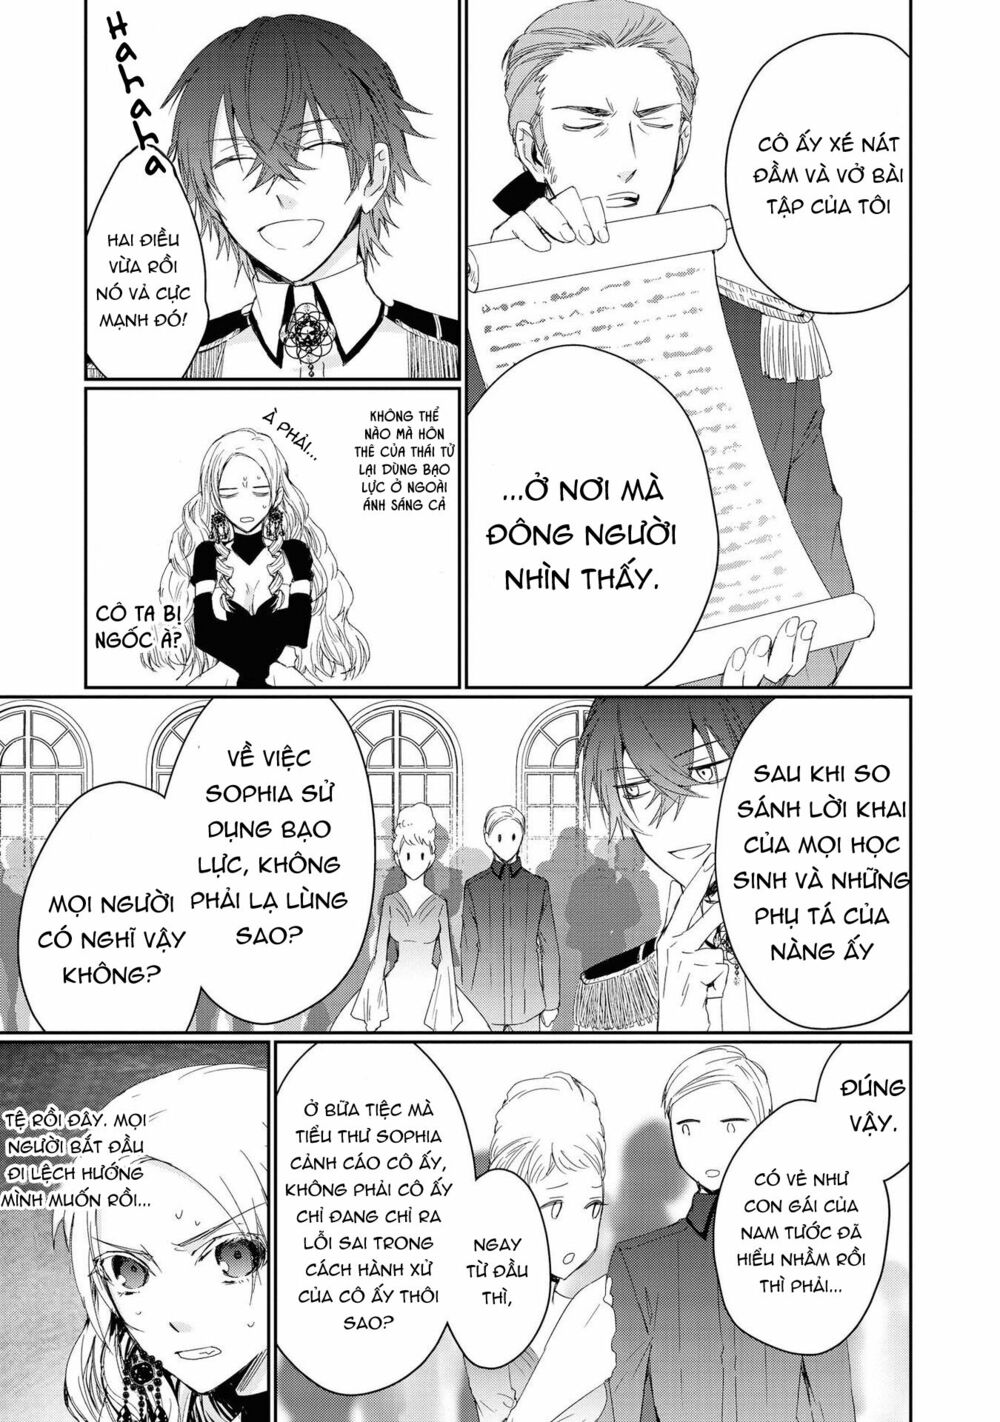 CÔ ẤY XÉ NÁT
ĐẦM VÀ VỞ BÀI
TẬP CỦA TÔI
...Ở NƠI MÀ
ĐÔNG NGƯỜI
NHÌN THẤY.
Hahahaha
HAI ĐIỀU
VỪA RỒI
NÓ VẢ CỰC
MẠNH ĐÓ!
KHÔNG THỂ
NÀO MÀ HÔN
THÊ CỦA THÁI TỬ
LẠI DÙNG BẠO
LỰC Ở NGOÀI
ÁNH SÁNG CẢ
À PHẢI...
CÔ TA BỊ
NGỐC À?
SAU KHI SO
SÁNH LỜI KHAI
CỦA MỌI HỌC
SINH VÀ NHỮNG
PHỤ TÁ CỦA
NÀNG ẤY
VỀ VIỆC
SOPHIA SỬ
DỤNG BẠO
LỰC, KHÔNG
PHẢI LẠ LÙNG
SAO?
MỌI NGƯỜI
CÓ NGHĨ VẬY
KHÔNG?
ĐÚNG
VẬY.
CÓ VẺ NHƯ
CON GÁI CỦA
NAM TƯỚC ĐÃ
HIỂU NHẦM RỒI
THÌ PHẢI...
NGAY
TỪ ĐẦU
THÌ,
Ở BỮA TIỆC MÀ
TIỂU THƯ SOPHIA
CẢNH CÁO CÔ ẤY,
KHÔNG PHẢI CÔ ẤY
CHỈ ĐANG CHỈ RA
LỖI SAI TRONG
CÁCH HÀNH XỬ
CỦA CÔ ẤY THÔI
SAO?
TỆ RỒI ĐÂY. MỌI
NGƯỜI BẮT ĐẦU
ĐI LỆCH HƯỚNG
MÌNH MUỐN RỒI...